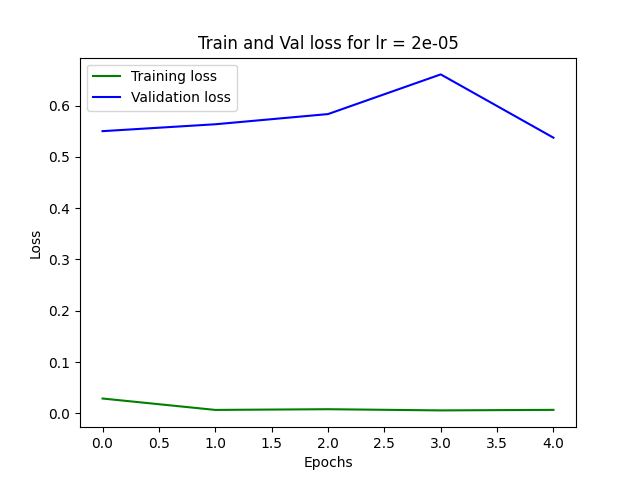 Train and Val loss for lr = 2e-05
Training loss
Validation loss
0.6
0.5
0.4
0.3
0.2
0.1
0.0
Loss
0.0 0.5 1.0 1.5 2.0 2.5 3.0 3.5 4.0
Epochs